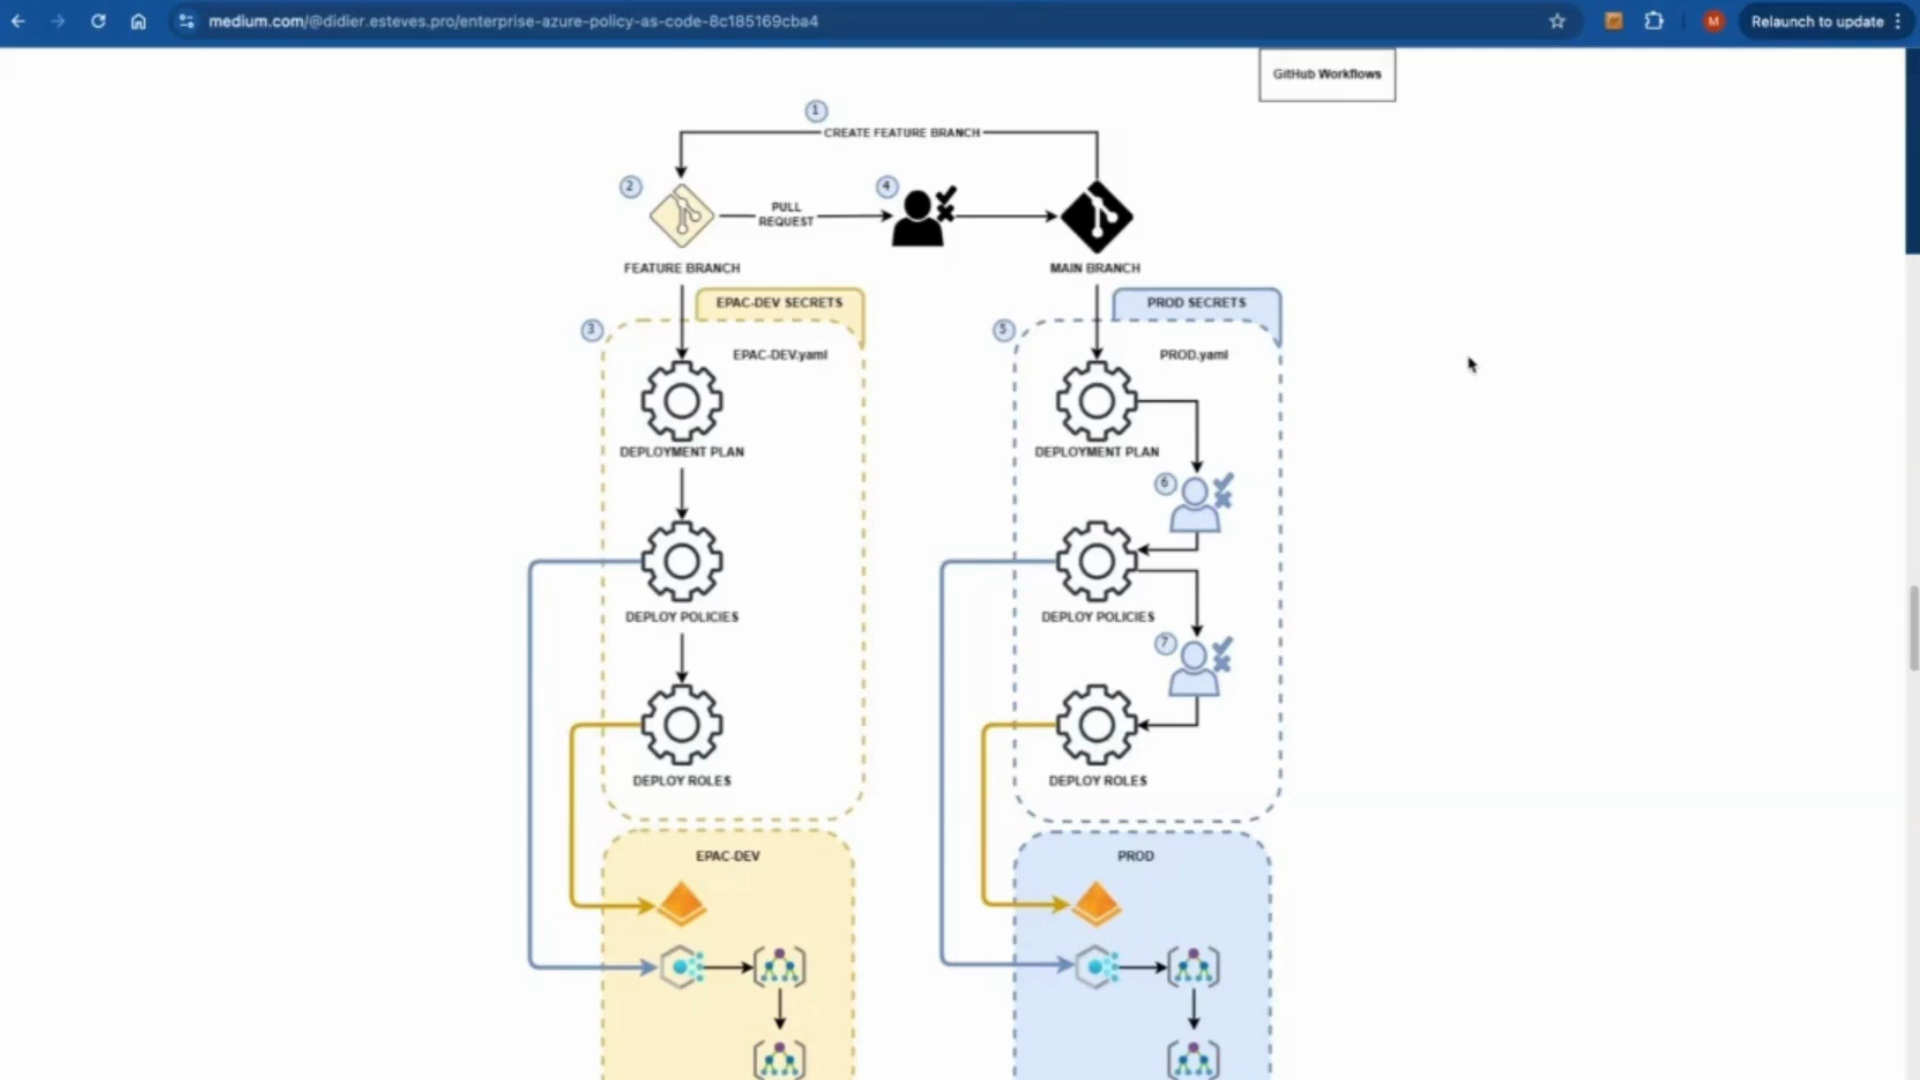 medium.com/@didier.esteves.pro/enterprise-azure-policy-as-code-8c185169cba4
M
Relaunch to update
GitHub Workflows
1
CREATE FEATURE BRANCH
2
4
PULL
REQUEST
FEATURE BRANCH
MAIN BRANCH
EPAC-DEV SECRETS
PROD SECRETS
3
5
EPAC-DEV.yaml
PROD.yaml
DEPLOYMENT PLAN
DEPLOYMENT PLAN
6
DEPLOY POLICIES
DEPLOY POLICIES
7
DEPLOY ROLES
DEPLOY ROLES
EPAC-DEV
PROD